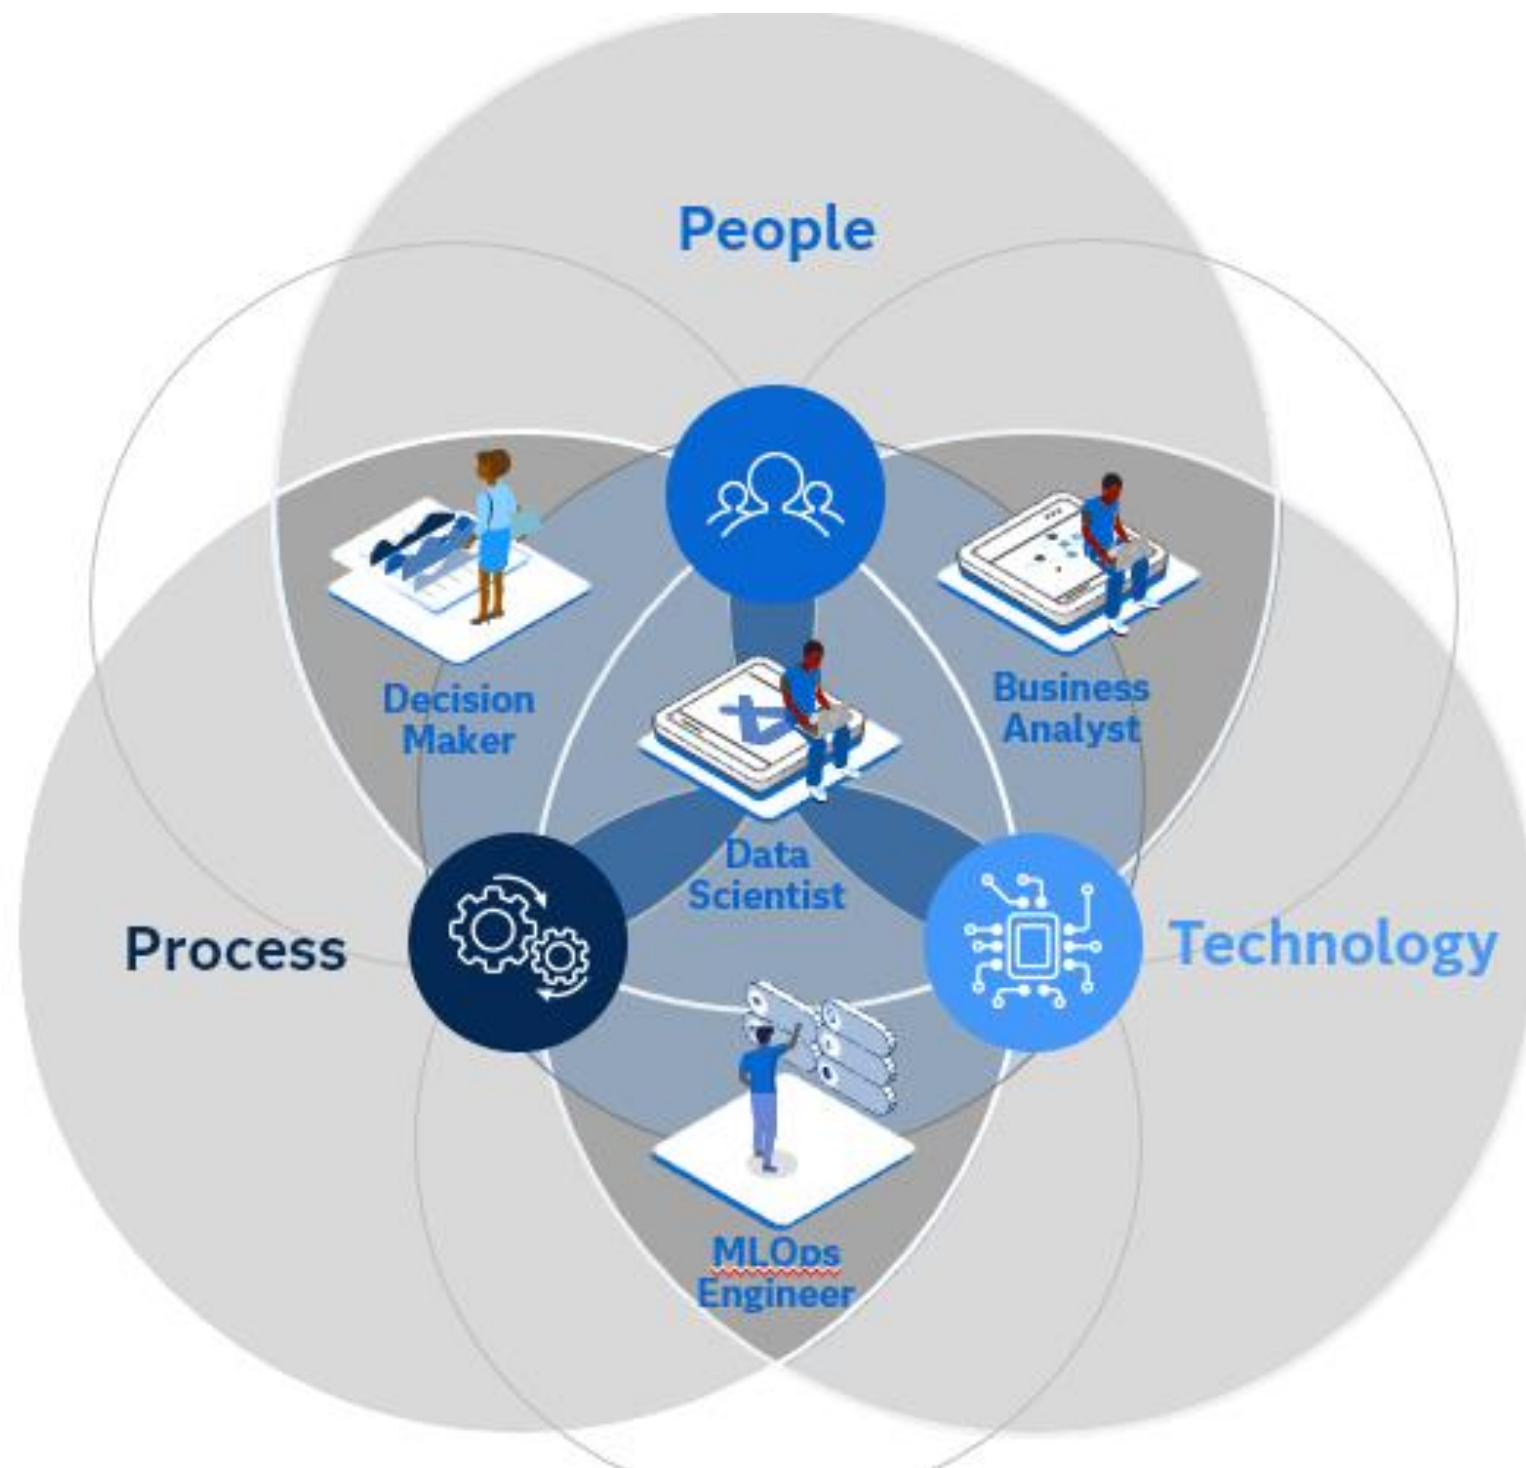 People
Decision
Maker
Business
Analyst
Data
Scientist
Process
Technology
MLOps
Engineer